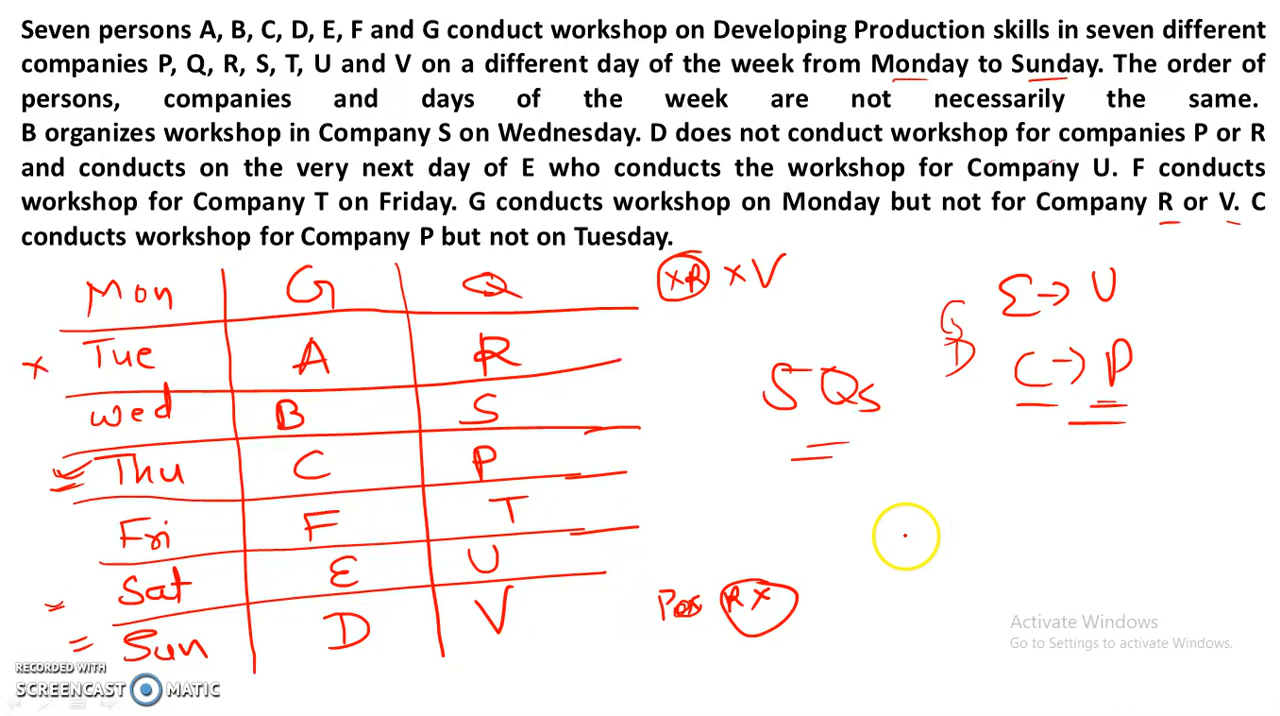 Seven persons A, B, C, D, E, F and G conduct workshop on Developing Production skills in seven different
companies P, Q, R, S, T, U and V on a different day of the week from Monday to Sunday. The order of
persons, companies and days of the week are not necessarily the same.
B organizes workshop in Company S on Wednesday. D does not conduct workshop for companies P or R
and conducts on the very next day of E who conducts the workshop for Company U. F conducts
workshop for Company T on Friday. G conducts workshop on Monday but not for Company R or V. C
conducts workshop for Company P but not on Tuesday.
Mon G Q xR xV E→U
x Tue A R G
D C→P
Wed B S 5 Qs
Thu C P
Fri F T
Sat E U P or R x
Sun D V
Activate Windows
Go to Settings to activate Windows.
RECORDED WITH
SCREENCAST MATIC